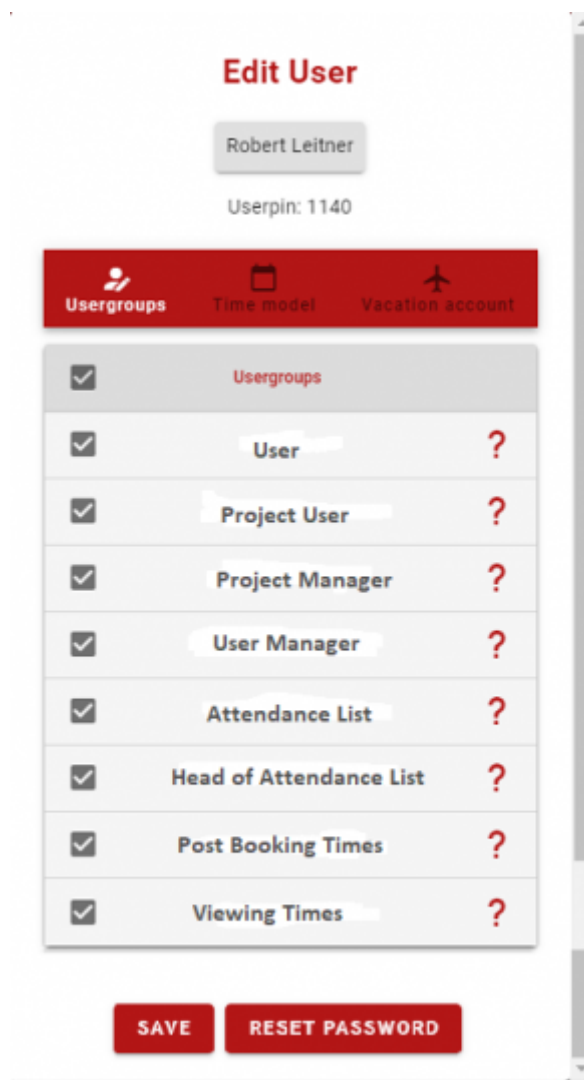 Edit User
Robert Leitner
Userpin: 1140
Usergroups Time model Vacation account
Usergroups
User ?
Project User ?
Project Manager ?
User Manager ?
Attendance List ?
Head of Attendance List ?
Post Booking Times ?
Viewing Times ?
SAVE RESET PASSWORD